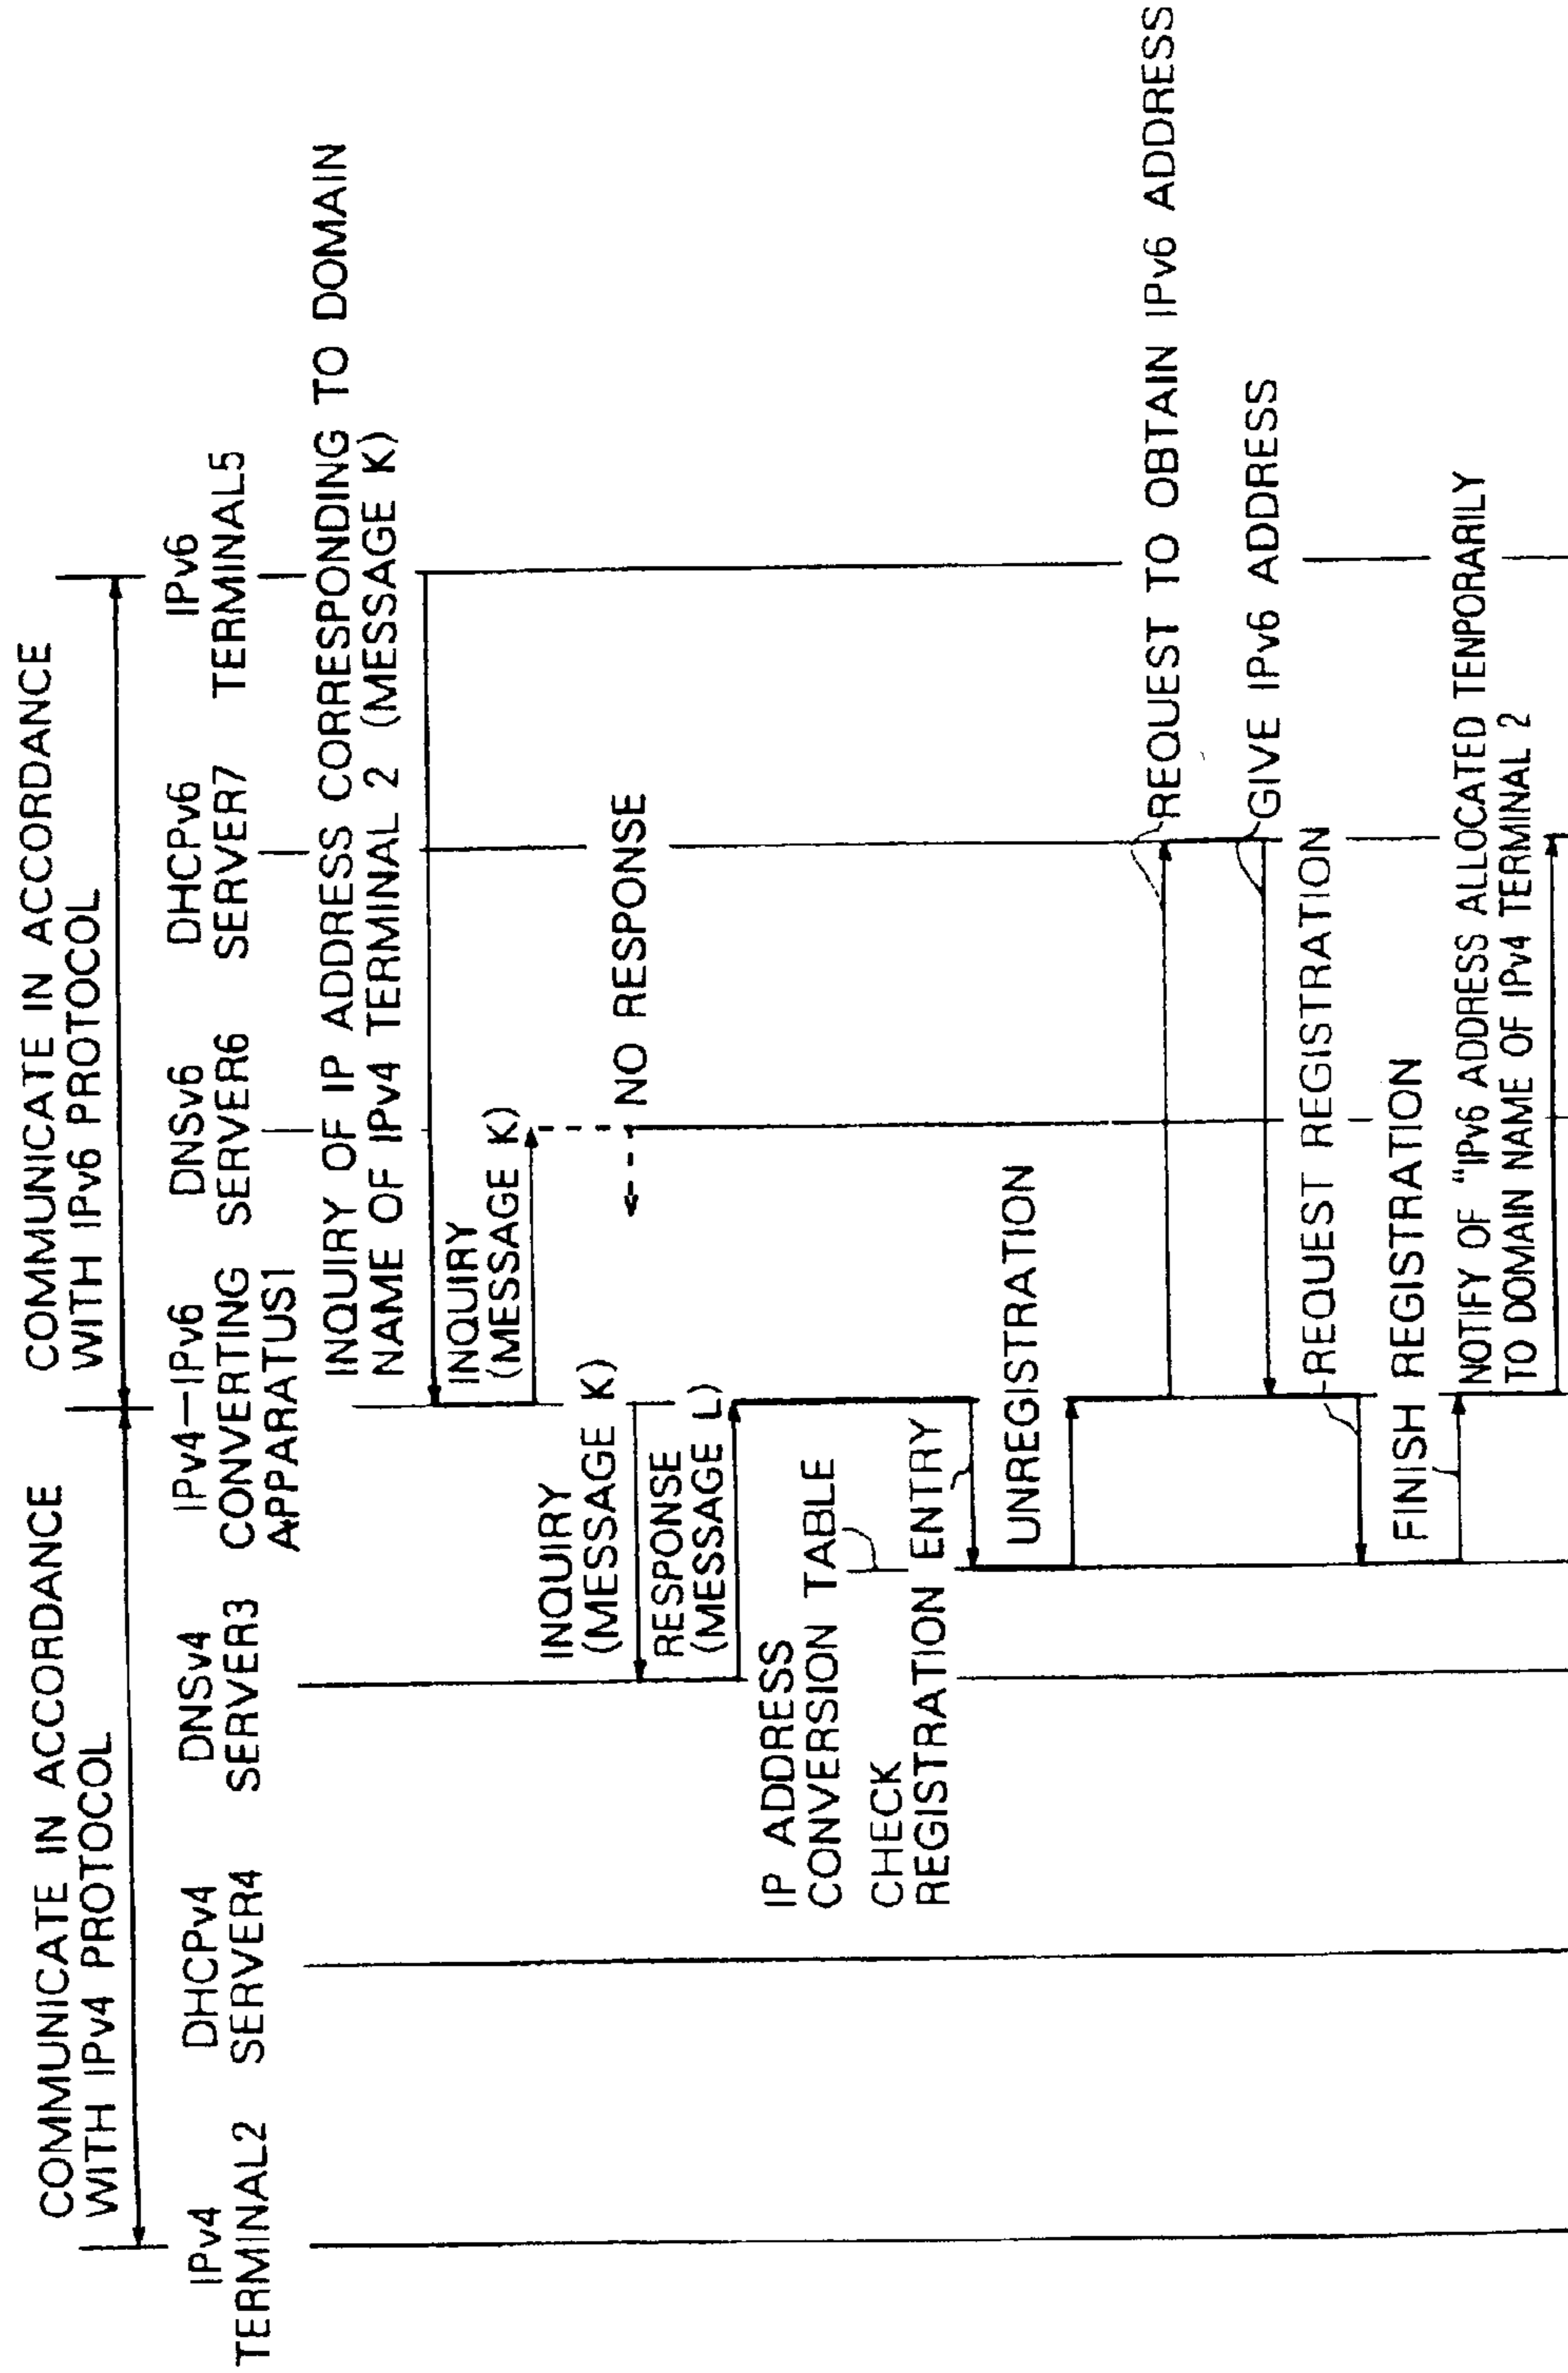 COMMUNICATE IN ACCORDANCE
WITH IPv4 PROTOCOL
COMMUNICATE IN ACCORDANCE
WITH IPv6 PROTOCOL
IPv4
TERMINAL2
DHCPv4
SERVER4
DNSv4
SERVER3
IPv4-IPv6
CONVERTING
APPARATUS1
DNSv6
SERVER6
DHCPv6
SERVER7
IPv6
TERMINAL5
INQUIRY OF IP ADDRESS CORRESPONDING TO DOMAIN
NAME OF IPv4 TERMINAL 2 (MESSAGE K)
INQUIRY
(MESSAGE K)
INQUIRY
(MESSAGE K)
NO RESPONSE
RESPONSE
(MESSAGE L)
IP ADDRESS
CONVERSION TABLE
CHECK
REGISTRATION ENTRY
UNREGISTRATION
REQUEST TO OBTAIN IPv6 ADDRESS
GIVE IPv6 ADDRESS
REQUEST REGISTRATION
FINISH REGISTRATION
NOTIFY OF "IPv6 ADDRESS ALLOCATED TENPORARILY
TO DOMAIN NAME OF IPv4 TERMINAL 2